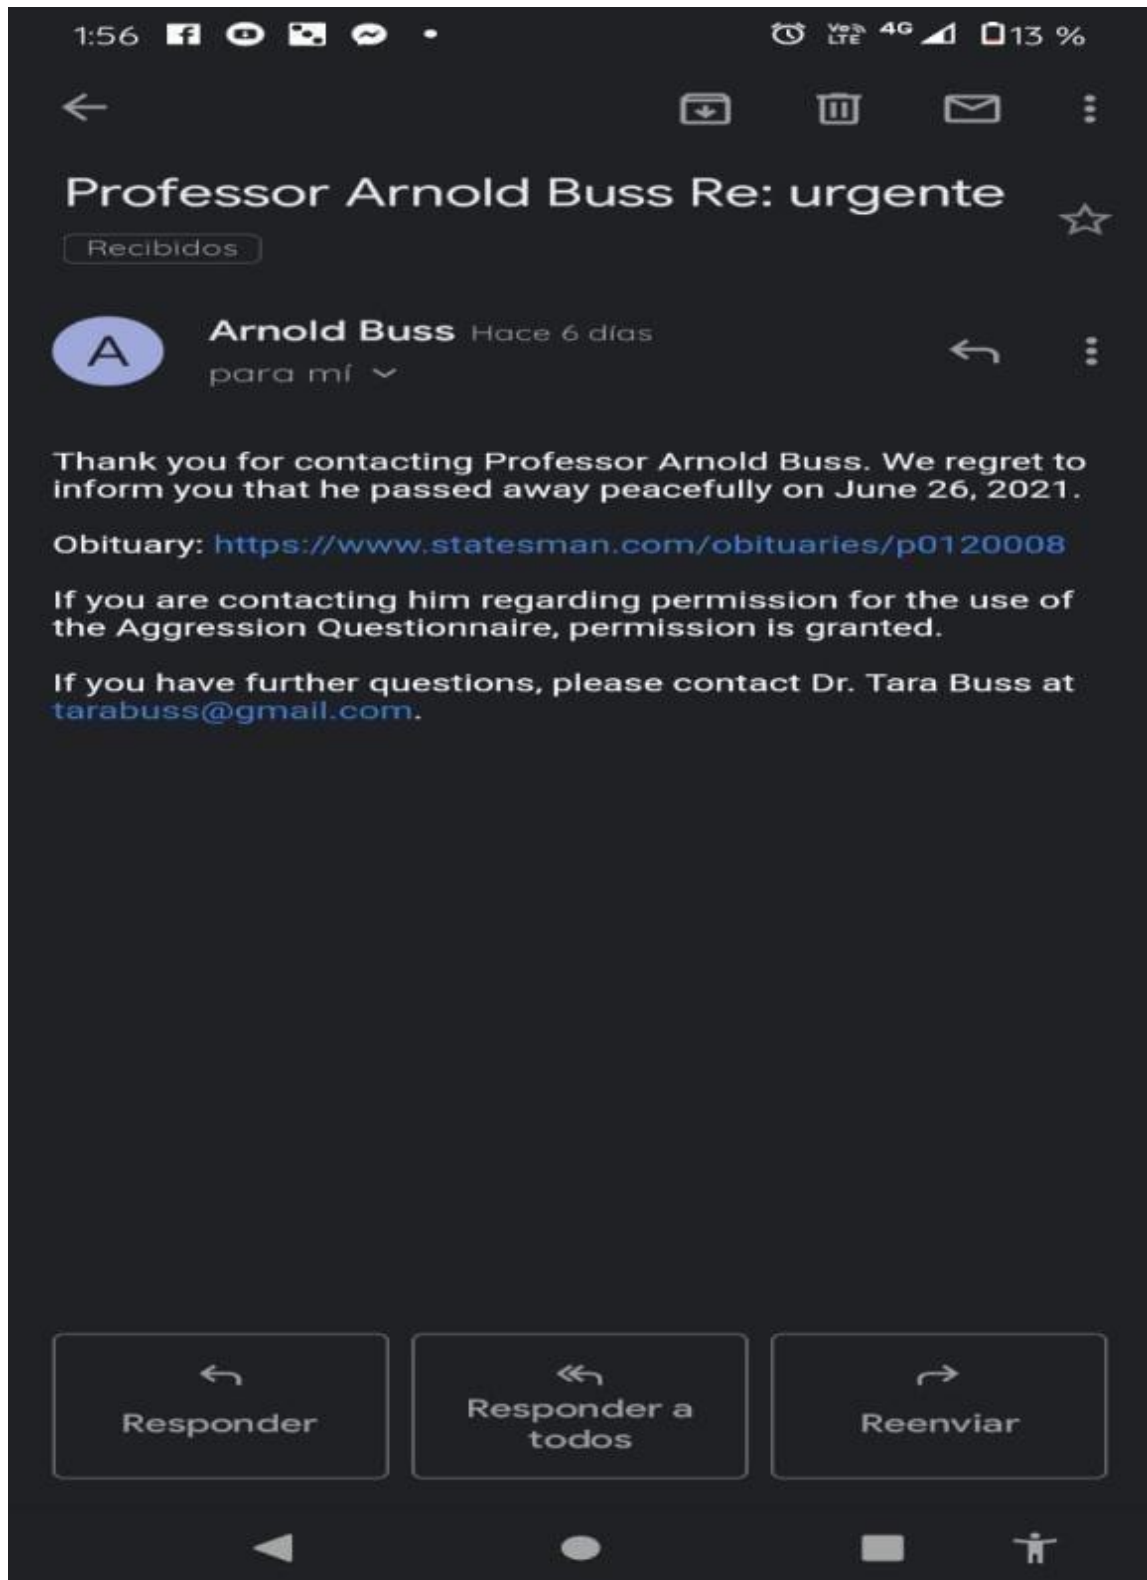 1:56 VoLTE 4G 13 %
Professor Arnold Buss Re: urgente
Recibidos
A
Arnold Buss Hace 6 días
para mí
Thank you for contacting Professor Arnold Buss. We regret to
inform you that he passed away peacefully on June 26, 2021.
Obituary: https://www.statesman.com/obituaries/p0120008
If you are contacting him regarding permission for the use of
the Aggression Questionnaire, permission is granted.
If you have further questions, please contact Dr. Tara Buss at
tarabuss@gmail.com.
Responder
Responder a
todos
Reenviar